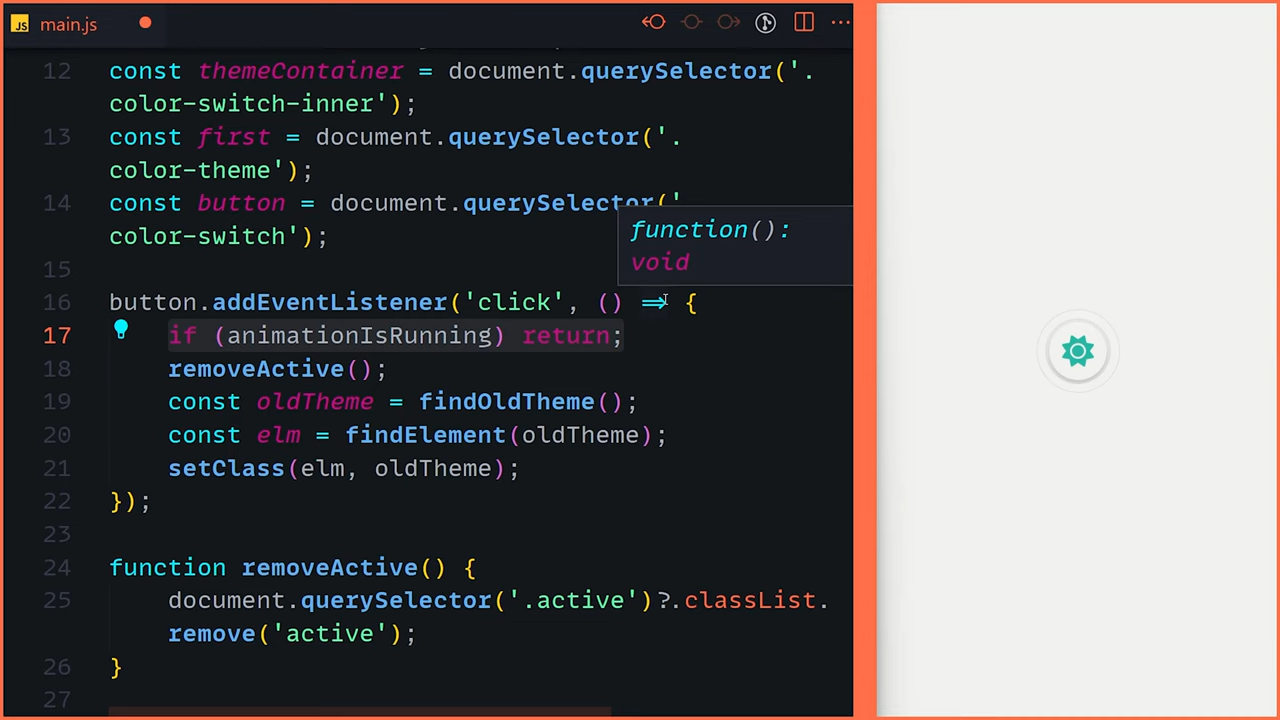 JS main.js
12 const themeContainer = document.querySelector('.
color-switch-inner');
13 const first = document.querySelector('.
color-theme');
14 const button = document.querySelector('.
color-switch');
function():
void
15
16 button.addEventListener('click', () => {
17 if (animationIsRunning) return;
18 removeActive();
19 const oldTheme = findOldTheme();
20 const elm = findElement(oldTheme);
21 setClass(elm, oldTheme);
22 });
23
24 function removeActive() {
25 document.querySelector('.active')?.classList.
remove('active');
26 }
27